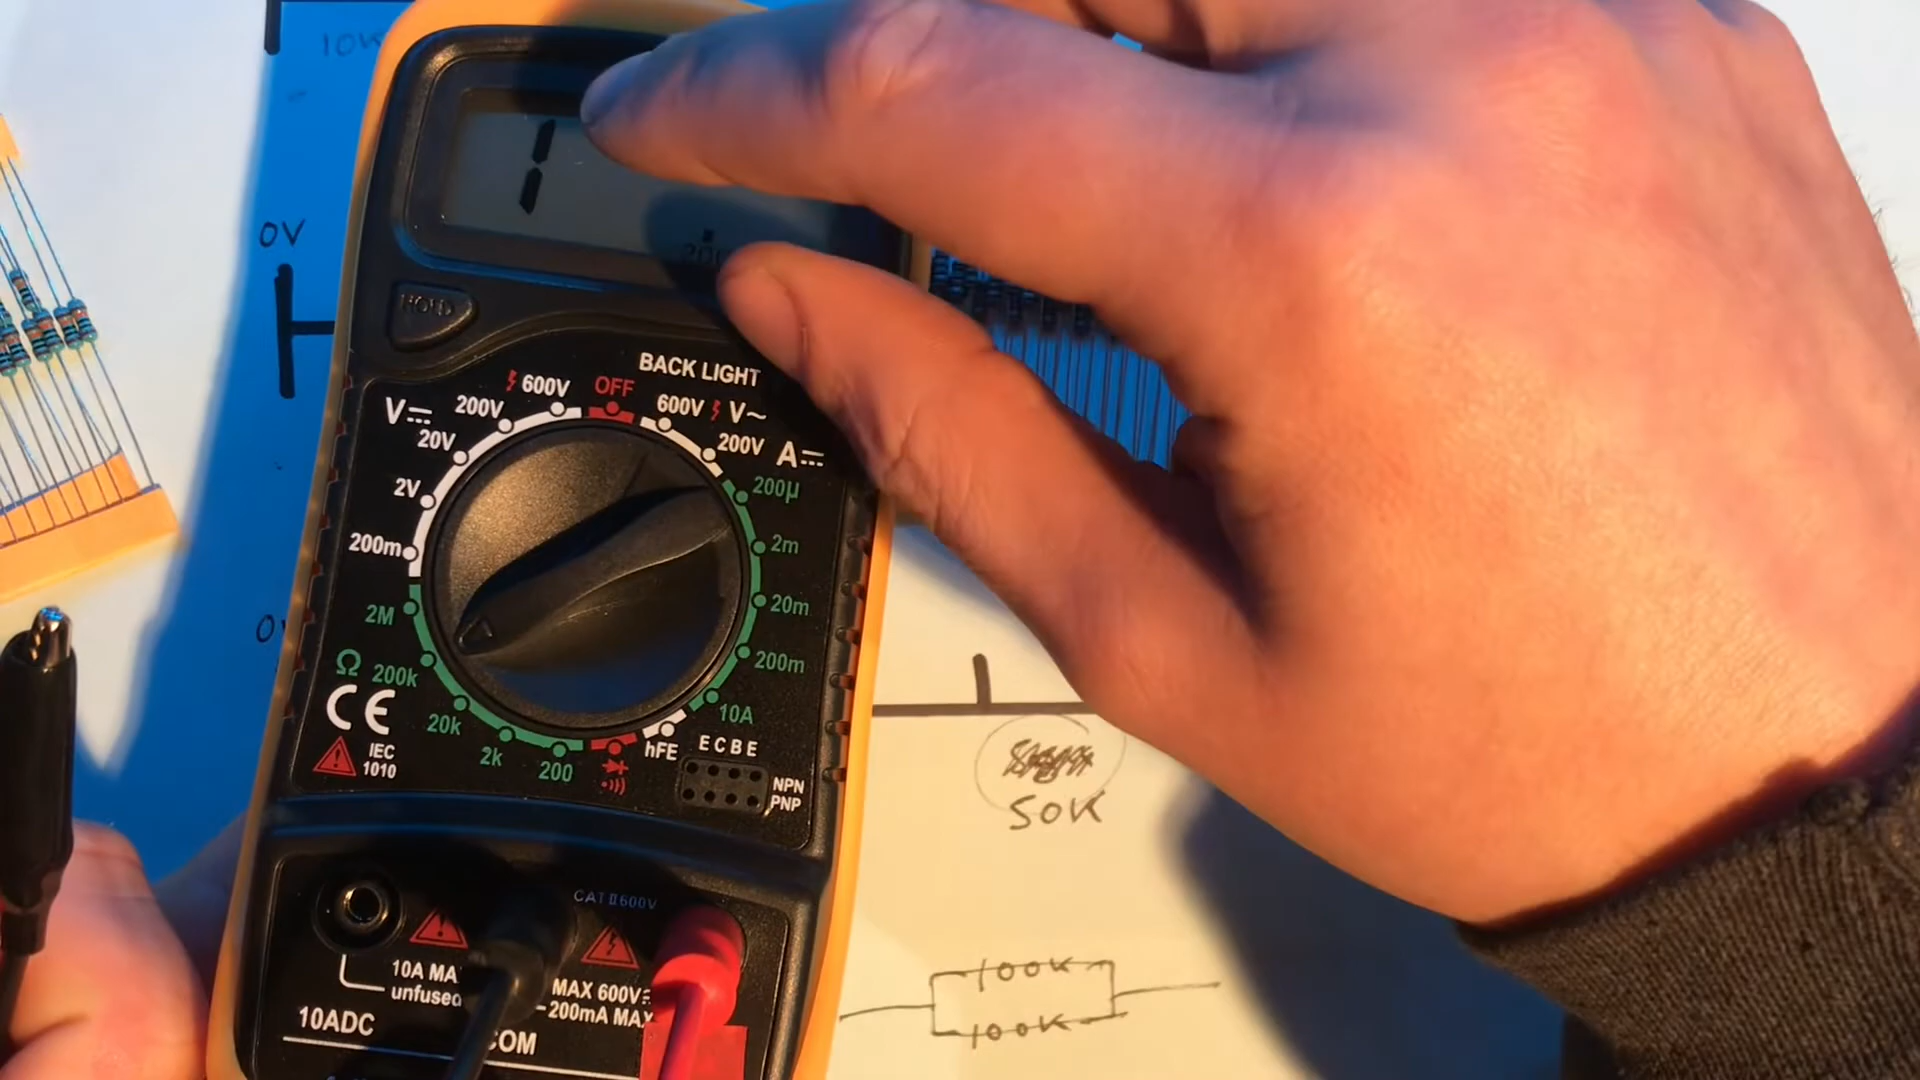 10K
0V
1
HOLD
BACK LIGHT
OFF
600V
200V
20V
2V
200m
V
600V V~
200V
A
200µ
2m
20m
200m
10A
hFE
2M
Ω 200k
20k
2k
200
CE
IEC
1010
E C B E
NPN
PNP
50K
CAT II 600V
10A MA
unfused
MAX 600V
200mA MAX
10ADC
COM
100K
100K